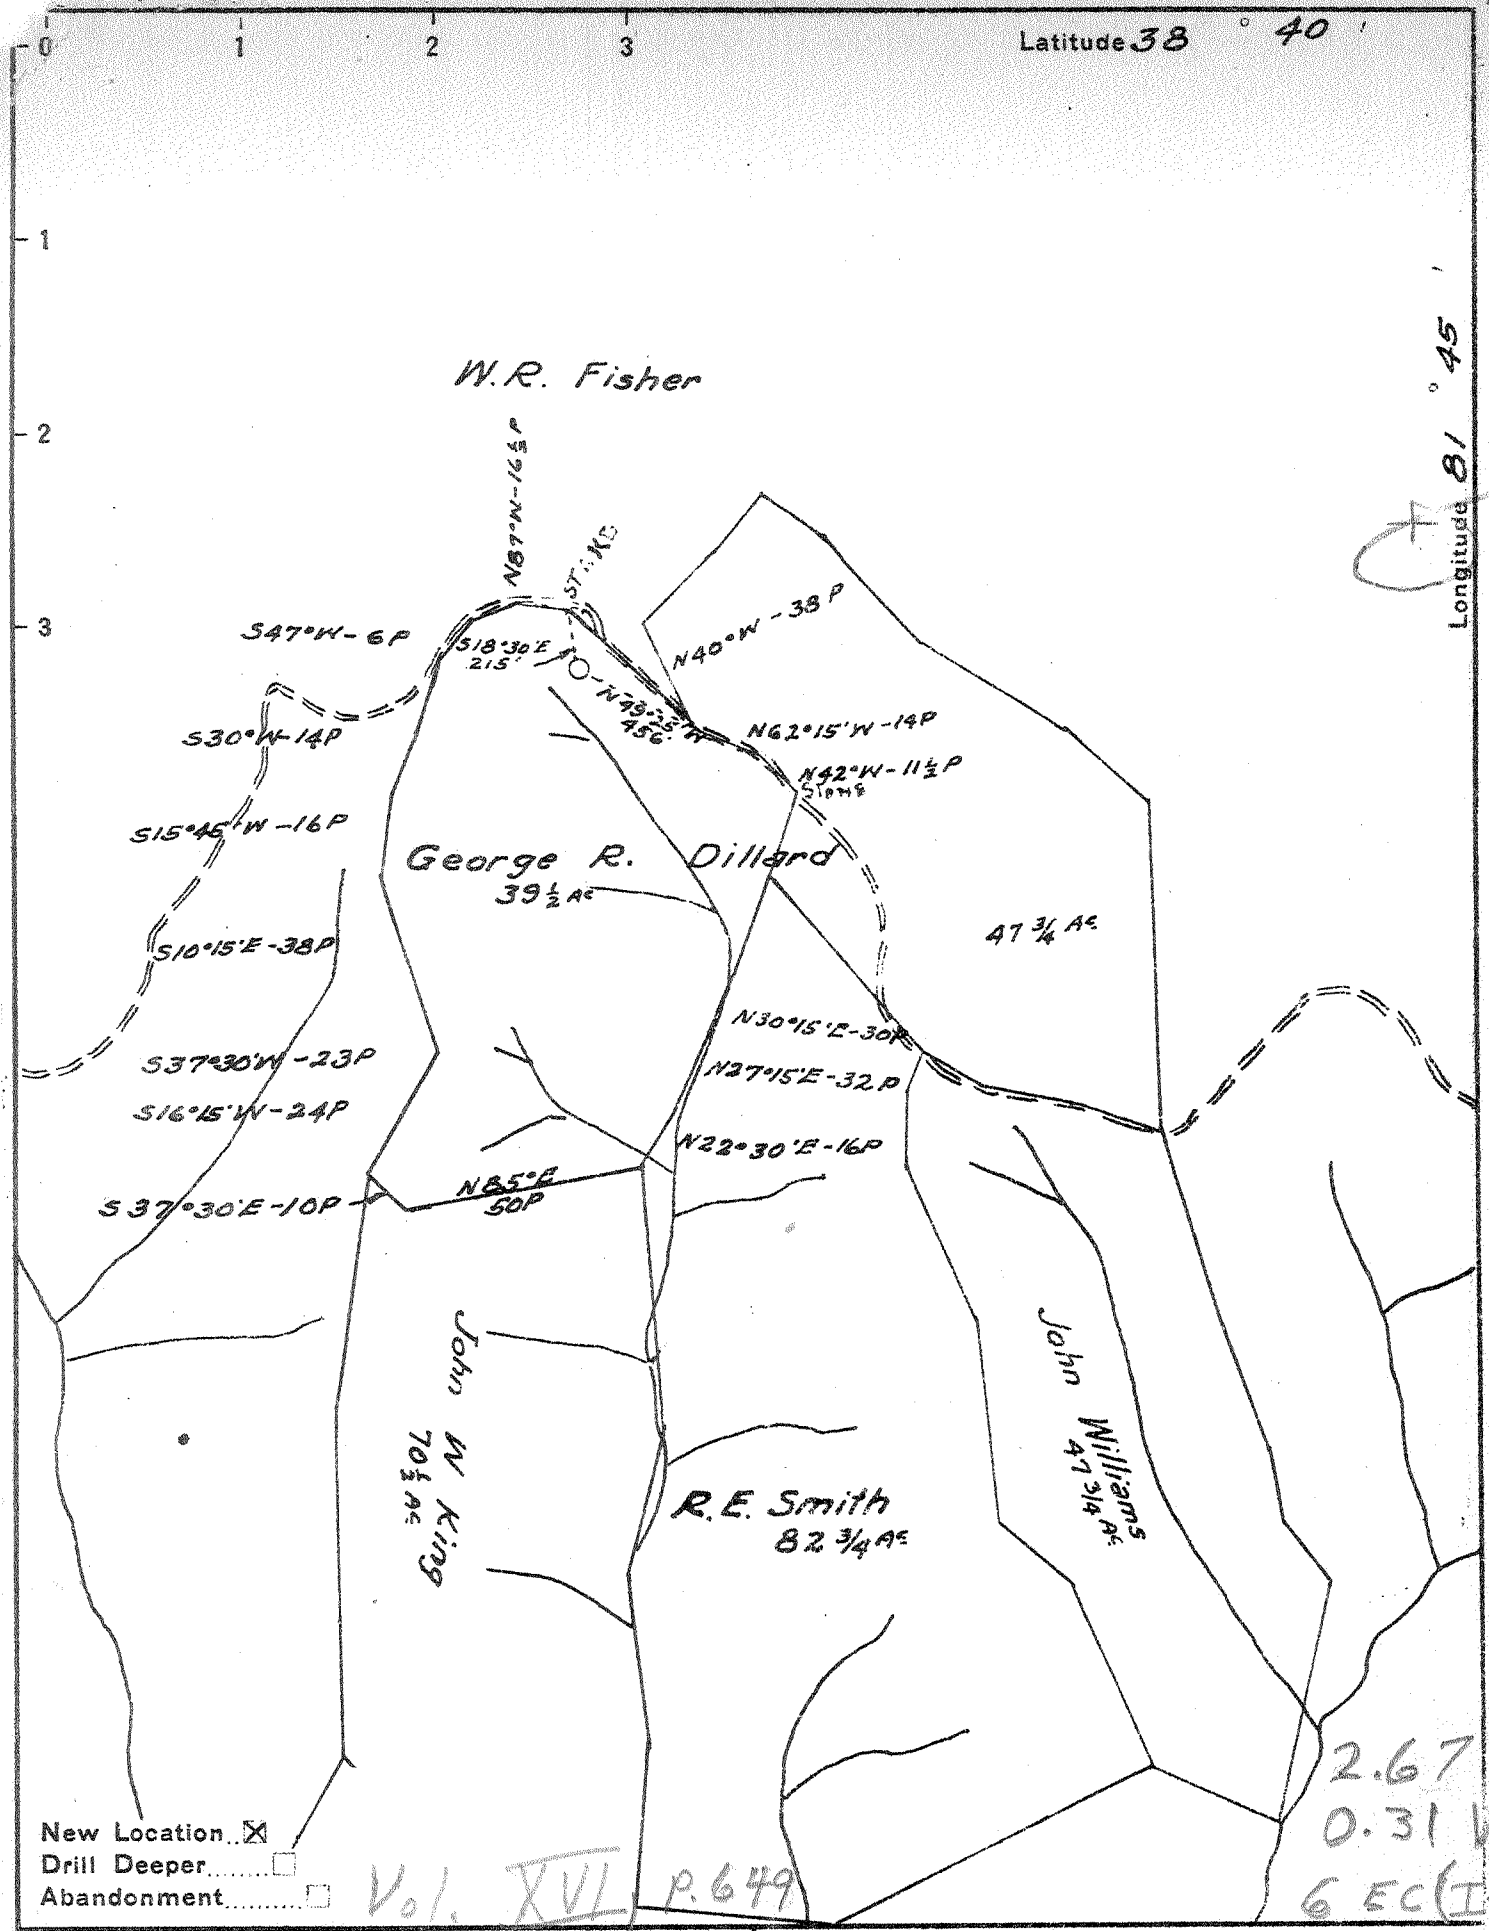 0 1 2 3
Latitude 38 ° 40 '
1
2
3
Longitude 81 ° 45 '
W.R. Fisher
N87°W-16½P
STAKE
S47°W-6P
S18°30'E
215'
N40°W-38P
N49°25'W
456'
N62°15'W-14P
S30°W-14P
N42°W-11½P
STONE
S15°45'W-16P
George R. Dillard
39½ Ac
47¾ Ac
S10°15'E-38P
N30°15'E-30P
S37°30'W-23P
N27°15'E-32P
S16°15'W-24P
N22°30'E-16P
S37°30'E-10P
N85°E
50P
John W King
70½ Ac
John Williams
47 3/4 Ac
R.E. Smith
82¾ Ac
2.67
0.31
6 EC
New Location..☒
Drill Deeper.......☐
Abandonment..........☐
Vol. XVI, p.649